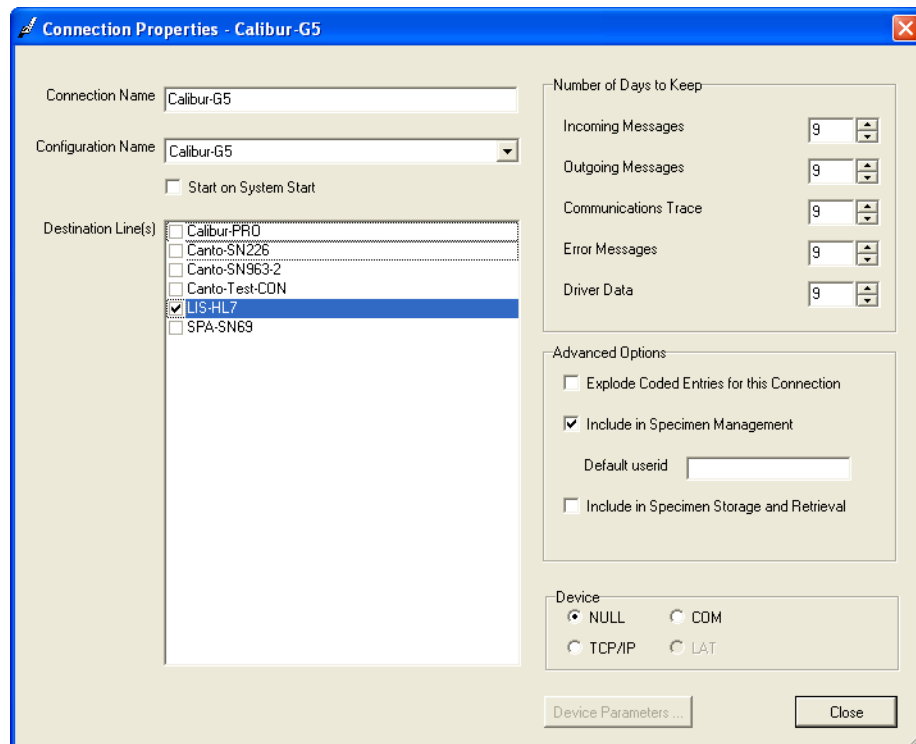 Connection Properties - Calibur-G5
Connection Name Calibur-G5
Configuration Name Calibur-G5
Start on System Start
Destination Line(s)
Calibur-PRO
Canto-SN226
Canto-SN963-2
Canto-Test-CON
LIS-HL7
SPA-SN69
Number of Days to Keep
Incoming Messages 9
Outgoing Messages 9
Communications Trace 9
Error Messages 9
Driver Data 9
Advanced Options
Explode Coded Entries for this Connection
Include in Specimen Management
Default userid
Include in Specimen Storage and Retrieval
Device
NULL COM
TCP/IP LAT
Device Parameters ... Close